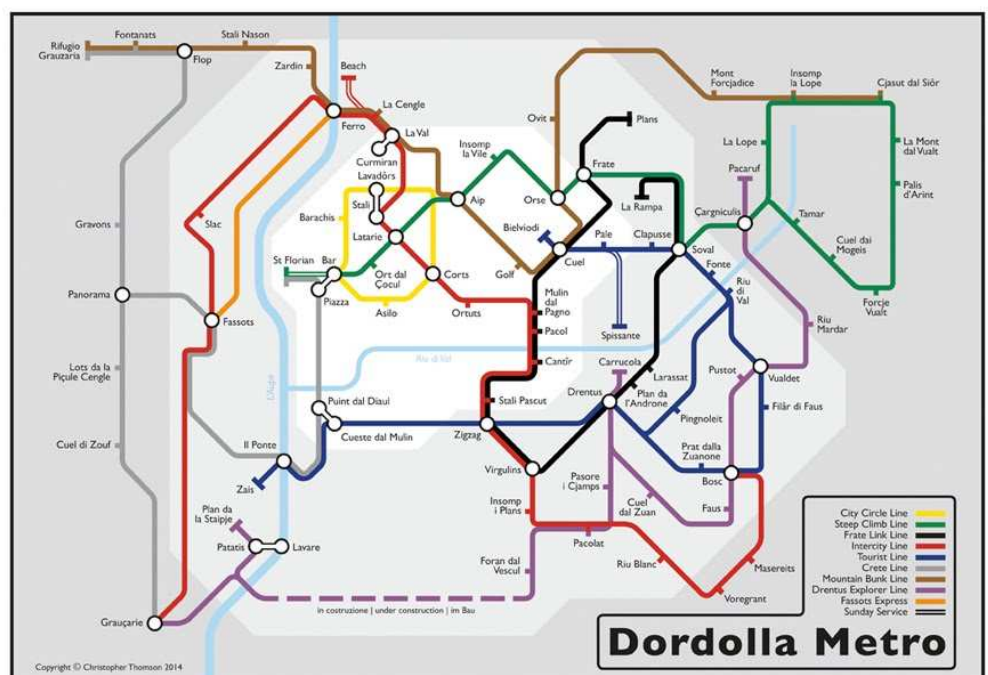 Rifugio
Grauzaria
Fontanats
Stali Nason
Flop
Zardin
Beach
La Cengle
Ferro
La Val
Curmiran
Lavadôrs
Stali
Barachis
Latarie
St Florian
Bar
Piazza
Ort dal
Çocul
Asilo
Corts
Ortuts
Insomp
la Vile
Aip
Ovit
Orse
Golf
Bielviodi
Cuel
Frate
Plans
La Rampa
Pale
Clapusse
Soval
Spissante
Mont
Forcjadice
Insomp
la Lope
Cjasut dal Siôr
La Lope
La Mont
dal Vualt
Palis
d'Arint
Pacaruf
Çargniculis
Tamar
Cuel dai
Mogeis
Forcje
Vualt
Fonte
Riu
di
Val
Riu
Mardar
Slac
Gravons
Panorama
Fassots
Lots da la
Piçule Cengle
Cuel di Zouf
L'Aupe
Riu di Val
Mulin
dal
Pagno
Pacol
Cantîr
Stali Pascut
Carrucola
Drentus
Larassat
Plan da
l'Androne
Pustot
Vualdet
Filâr di Faus
Pingnoleit
Prat dalla
Zuanone
Bosc
Faus
Puint dal Diaul
Cueste dal Mulin
Il Ponte
Zais
Zigzag
Virgulins
Insomp
i Plans
Pasore
i Cjamps
Cuel
dal Zuan
Pacolat
Plan da
la Staipje
Patatis
Lavare
Foran dal
Vescul
Riu Blanc
Masereits
Voregrant
Grauçarie
in costruzione | under construction | im Bau
City Circle Line
Steep Climb Line
Frate Link Line
Intercity Line
Tourist Line
Crete Line
Mountain Bunk Line
Drentus Explorer Line
Fassots Express
Sunday Service
Dordolla Metro
Copyright © Christopher Thomson 2014